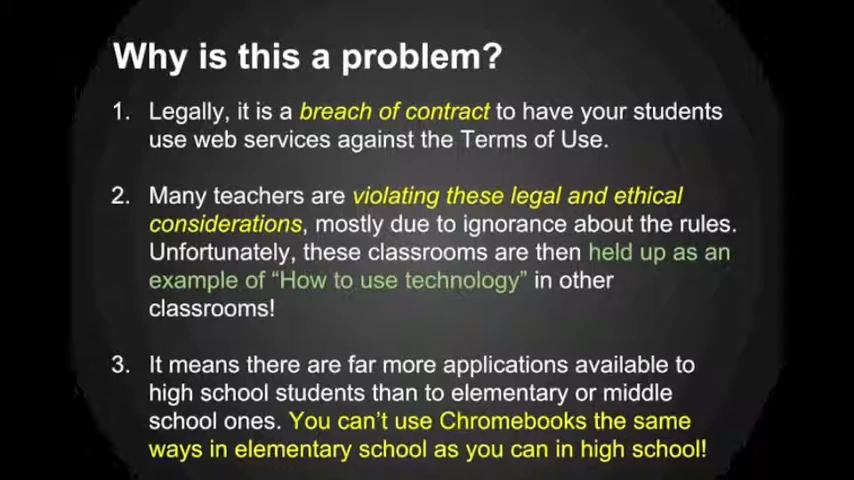 Why is this a problem?
1. Legally, it is a breach of contract to have your students
use web services against the Terms of Use.
2. Many teachers are violating these legal and ethical
considerations, mostly due to ignorance about the rules.
Unfortunately, these classrooms are then held up as an
example of “How to use technology” in other
classrooms!
3. It means there are far more applications available to
high school students than to elementary or middle
school ones. You can’t use Chromebooks the same
ways in elementary school as you can in high school!